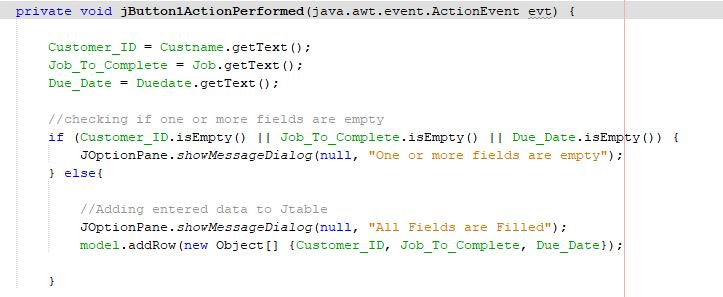 private void jButton1ActionPerformed(java.awt.event.ActionEvent evt) {
Customer_ID = Custname.getText();
Job_To_Complete = Job.getText();
Due_Date = Duedate.getText();
//checking if one or more fields are empty
if (Customer_ID.isEmpty() || Job_To_Complete.isEmpty() || Due_Date.isEmpty()) {
JOptionPane.showMessageDialog(null, "One or more fields are empty");
} else{
//Adding entered data to Jtable
JOptionPane.showMessageDialog(null, "All Fields are Filled");
model.addRow(new Object[] {Customer_ID, Job_To_Complete, Due_Date});
}